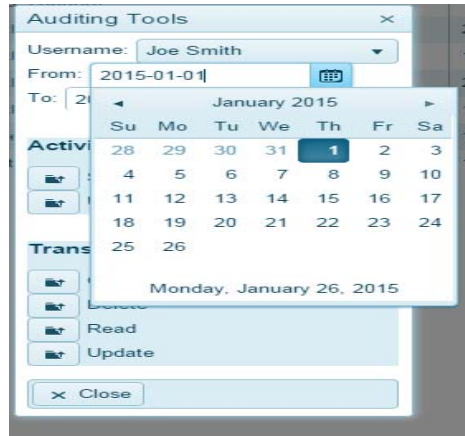 Auditing Tools ×
Username: Joe Smith
From: 2015-01-01
To:
January 2015
Su Mo Tu We Th Fr Sa
28 29 30 31 1 2 3
4 5 6 7 8 9 10
11 12 13 14 15 16 17
18 19 20 21 22 23 24
25 26
Monday, January 26, 2015
Delete
Read
Update
× Close